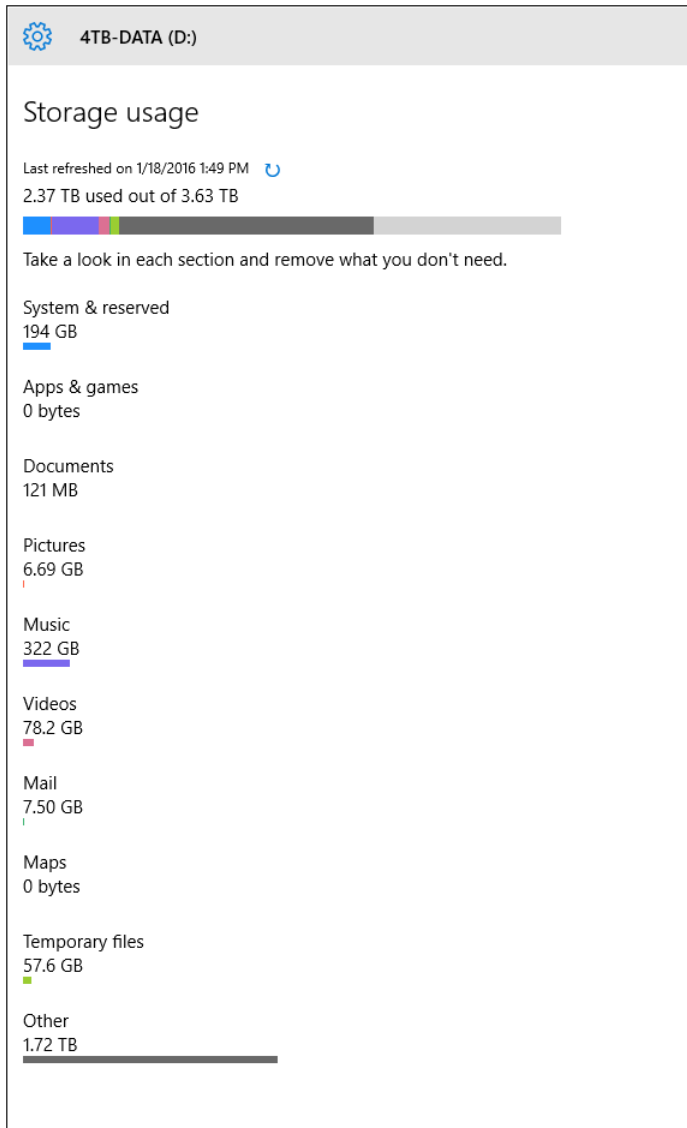 4TB-DATA (D:)
Storage usage
Last refreshed on 1/18/2016 1:49 PM
2.37 TB used out of 3.63 TB
Take a look in each section and remove what you don't need.
System & reserved
194 GB
Apps & games
0 bytes
Documents
121 MB
Pictures
6.69 GB
Music
322 GB
Videos
78.2 GB
Mail
7.50 GB
Maps
0 bytes
Temporary files
57.6 GB
Other
1.72 TB